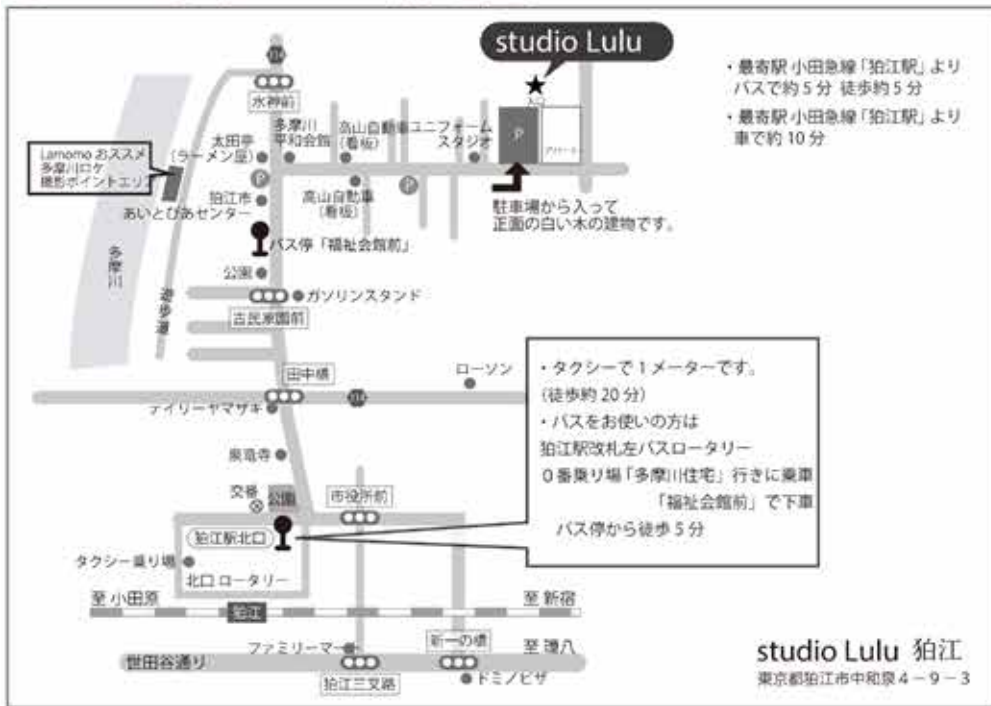 studio Lulu
・最寄駅 小田急線「狛江駅」より
バスで約5分 徒歩約5分
・最寄駅 小田急線「狛江駅」より
車で約10分
水神前
入口
P
太田亭
(ラーメン屋)
多摩川
平和会館
高山自動車
(看板)
ユニフォーム
スタジオ
Lamomo おススメ
多摩川ロケ
撮影ポイントエリア
P
P
狛江市
あいとぴあセンター
高山自動車
(看板)
駐車場から入って
正面の白い木の建物です。
バス停「福祉会館前」
多摩川
遊歩道
公園
ガソリンスタンド
古民家園前
田中橋
ローソン
デイリーヤマザキ
・タクシーで1メーターです。
(徒歩約20分)
・バスをお使いの方は
狛江駅改札左バスロータリー
0番乗り場「多摩川住宅」行きに乗車
「福祉会館前」で下車
バス停から徒歩5分
泉竜寺
交番
公園
市役所前
狛江駅北口
タクシー乗り場
北口 ロータリー
至 小田原
狛江
至 新宿
ファミリーマート
新一の橋
至 環八
世田谷通り
狛江三叉路
ドミノピザ
studio Lulu 狛江
東京都狛江市中和泉4-9-3